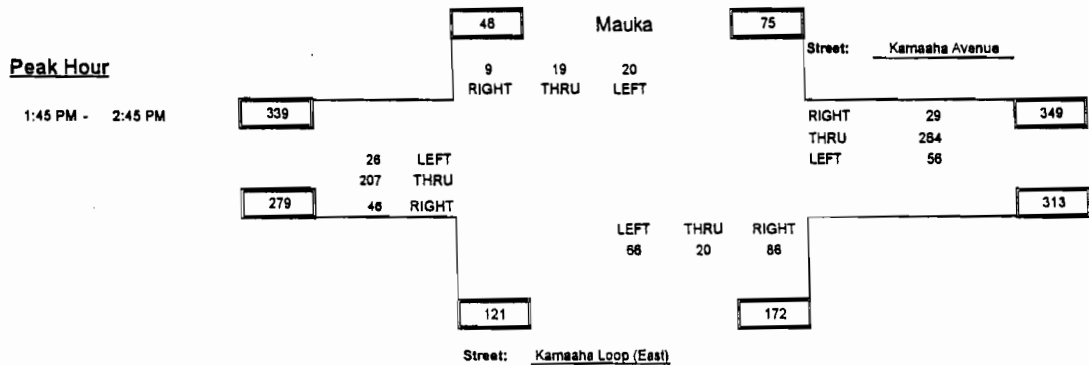 48 Mauka 75
Street: Kamaaha Avenue
Peak Hour
9 19 20
RIGHT THRU LEFT
1:45 PM - 2:45 PM
339
RIGHT 29
349
THRU 264
LEFT 56
26 LEFT
207 THRU
279
46 RIGHT
313
LEFT THRU RIGHT
66 20 86
121 172
Street: Kamaaha Loop (East)